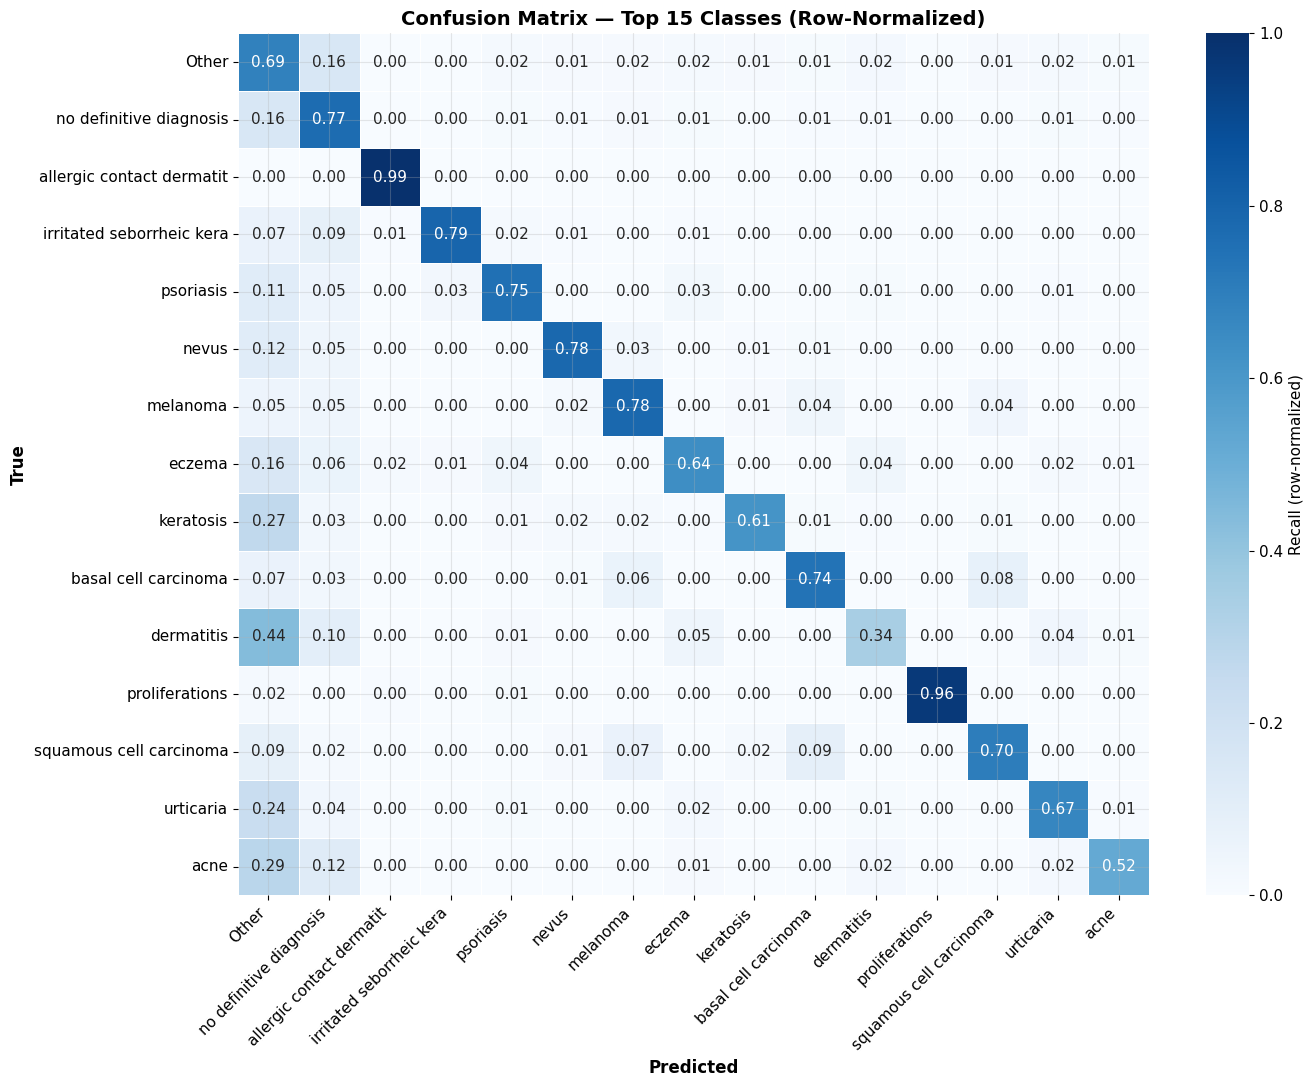 Confusion Matrix — Top 15 Classes (Row-Normalized)
Other 0.69 0.16 0.00 0.00 0.02 0.01 0.02 0.02 0.01 0.01 0.02 0.00 0.01 0.02 0.01
no definitive diagnosis 0.16 0.77 0.00 0.00 0.01 0.01 0.01 0.01 0.00 0.01 0.01 0.00 0.00 0.01 0.00
allergic contact dermatit 0.00 0.00 0.99 0.00 0.00 0.00 0.00 0.00 0.00 0.00 0.00 0.00 0.00 0.00 0.00
irritated seborrheic kera 0.07 0.09 0.01 0.79 0.02 0.01 0.00 0.01 0.00 0.00 0.00 0.00 0.00 0.00 0.00
psoriasis 0.11 0.05 0.00 0.03 0.75 0.00 0.00 0.03 0.00 0.00 0.01 0.00 0.00 0.01 0.00
nevus 0.12 0.05 0.00 0.00 0.00 0.78 0.03 0.00 0.01 0.01 0.00 0.00 0.00 0.00 0.00
melanoma 0.05 0.05 0.00 0.00 0.00 0.02 0.78 0.00 0.01 0.04 0.00 0.00 0.04 0.00 0.00
eczema 0.16 0.06 0.02 0.01 0.04 0.00 0.00 0.64 0.00 0.00 0.04 0.00 0.00 0.02 0.01
keratosis 0.27 0.03 0.00 0.00 0.01 0.02 0.02 0.00 0.61 0.01 0.00 0.00 0.01 0.00 0.00
basal cell carcinoma 0.07 0.03 0.00 0.00 0.00 0.01 0.06 0.00 0.00 0.74 0.00 0.00 0.08 0.00 0.00
dermatitis 0.44 0.10 0.00 0.00 0.01 0.00 0.00 0.05 0.00 0.00 0.34 0.00 0.00 0.04 0.01
proliferations 0.02 0.00 0.00 0.00 0.01 0.00 0.00 0.00 0.00 0.00 0.00 0.96 0.00 0.00 0.00
squamous cell carcinoma 0.09 0.02 0.00 0.00 0.00 0.01 0.07 0.00 0.02 0.09 0.00 0.00 0.70 0.00 0.00
urticaria 0.24 0.04 0.00 0.00 0.01 0.00 0.00 0.02 0.00 0.00 0.01 0.00 0.00 0.67 0.01
acne 0.29 0.12 0.00 0.00 0.00 0.00 0.00 0.01 0.00 0.00 0.02 0.00 0.00 0.02 0.52
True
Other
no definitive diagnosis
allergic contact dermatit
irritated seborrheic kera
psoriasis
nevus
melanoma
eczema
keratosis
basal cell carcinoma
dermatitis
proliferations
squamous cell carcinoma
urticaria
acne
Predicted
1.0
0.8
0.6
0.4
0.2
0.0
Recall (row-normalized)